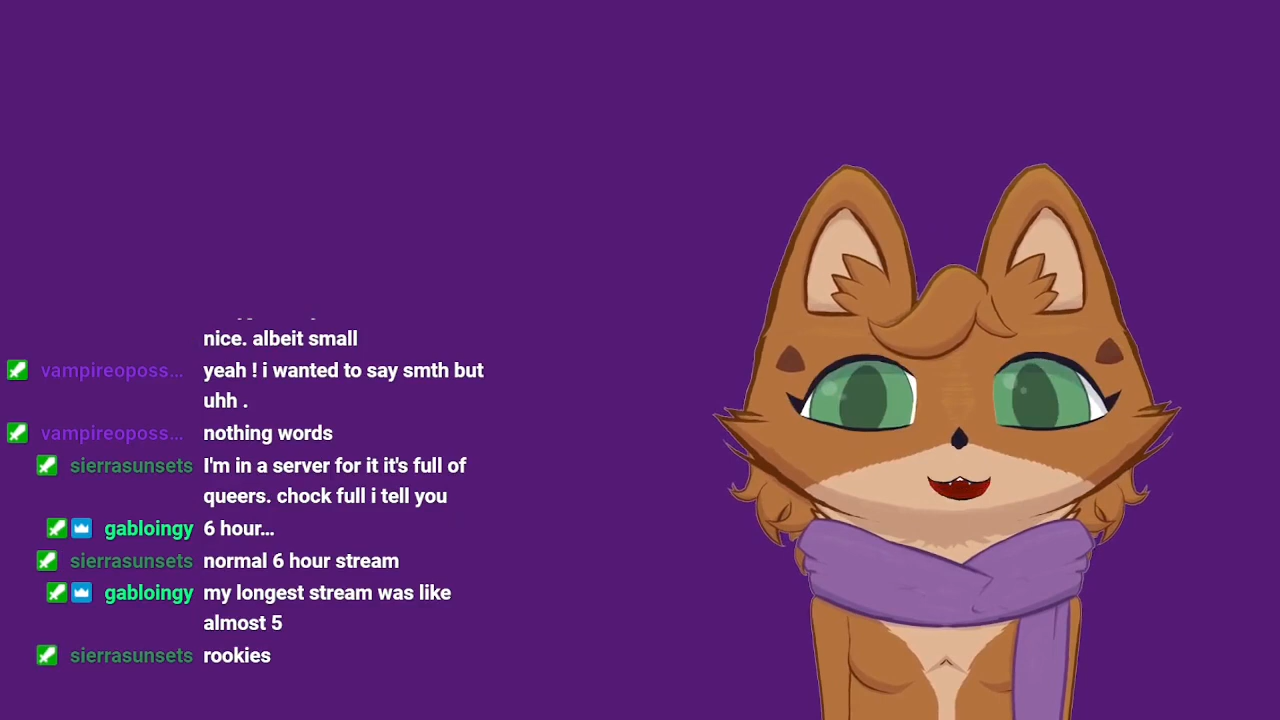 nice. albeit small
vampireoposs... yeah ! i wanted to say smth but
uhh .
vampireoposs... nothing words
sierrasunsets I'm in a server for it it's full of
queers. chock full i tell you
gabloingy 6 hour...
sierrasunsets normal 6 hour stream
gabloingy my longest stream was like
almost 5
sierrasunsets rookies